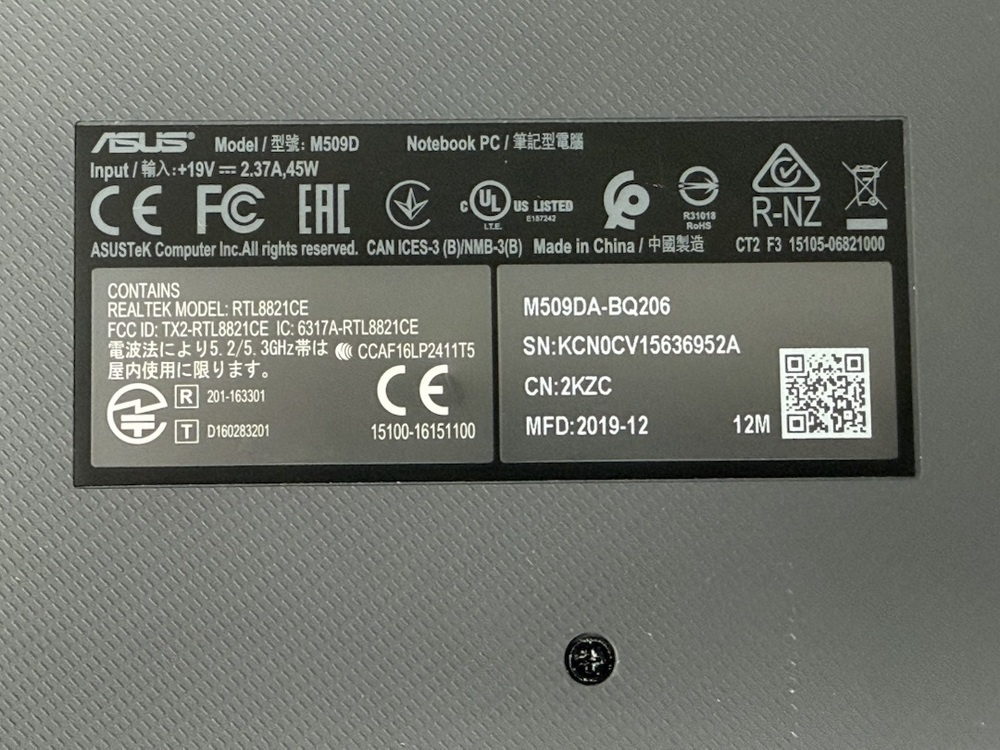 ASUS® Model / 型號: M509D Notebook PC / 筆記型電腦
Input / 輸入:+19V ⎓ 2.37A,45W
CE FC EAC c UL US LISTED I.T.E. E187242 R31018 RoHS R-NZ
ASUSTeK Computer Inc.All rights reserved. CAN ICES-3 (B)/NMB-3(B) Made in China / 中國製造 CT2 F3 15105-06821000
CONTAINS
REALTEK MODEL: RTL8821CE
FCC ID: TX2-RTL8821CE IC: 6317A-RTL8821CE
電波法により5.2/5.3GHz帯は CCAF16LP2411T5
屋内使用に限ります。
R 201-163301
T D160283201
CE
15100-16151100
M509DA-BQ206
SN:KCN0CV15636952A
CN:2KZC
MFD:2019-12 12M